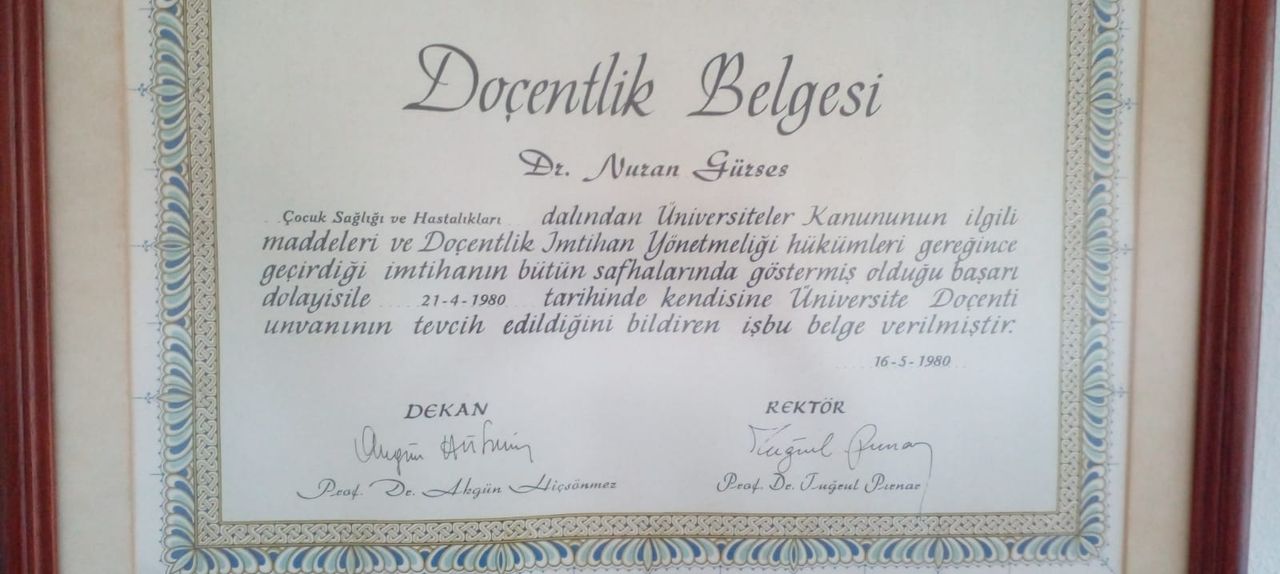 Doçentlik Belgesi
Dr. Nuran Gürses
Çocuk Sağlığı ve Hastalıkları dalından Üniversiteler Kanununun ilgili
maddeleri ve Doçentlik İmtihan Yönetmeliği hükümleri gereğince
geçirdiği imtihanın bütün safhalarında göstermiş olduğu başarı
dolayisile 21-4-1980 tarihinde kendisine Üniversite Doçenti
unvanının tevcih edildiğini bildiren işbu belge verilmiştir.
16-5-1980
DEKAN REKTÖR
Prof. Dr. Akgün Hiçsönmez Prof. Dr. Tuğrul Pırnar